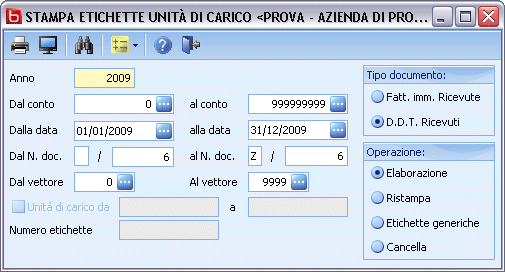 STAMPA ETICHETTE UNITÀ DI CARICO <PROVA - AZIENDA DI PRO...
Anno 2009
Dal conto 0 al conto 999999999
Dalla data 01/01/2009 alla data 31/12/2009
Dal N. doc. / 6 al N. doc. Z / 6
Dal vettore 0 Al vettore 9999
Unità di carico da a
Numero etichette
Tipo documento:
Fatt. imm. Ricevute
D.D.T. Ricevuti
Operazione:
Elaborazione
Ristampa
Etichette generiche
Cancella